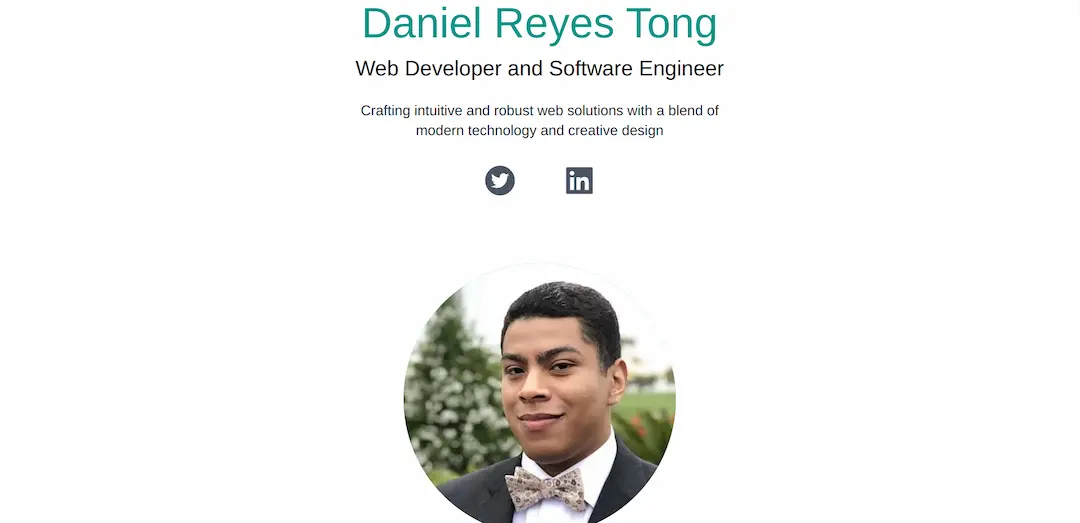 Daniel Reyes Tong
Web Developer and Software Engineer
Crafting intuitive and robust web solutions with a blend of
modern technology and creative design
in